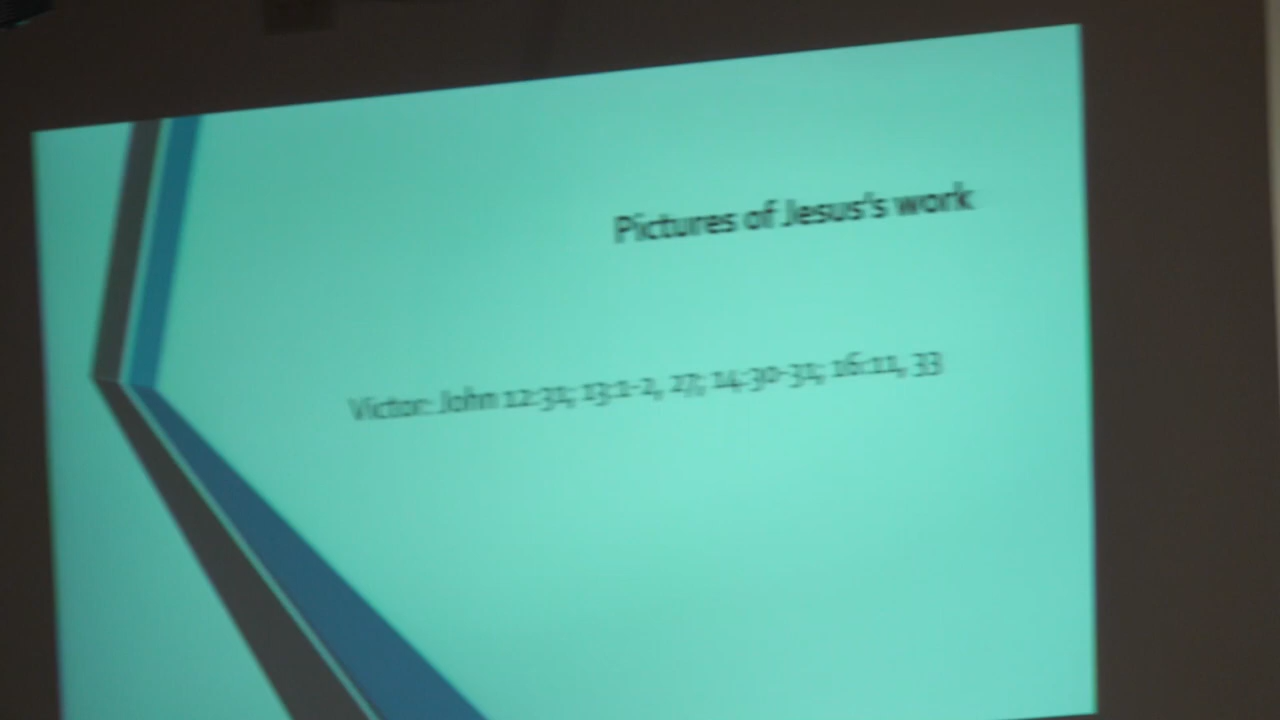 Pictures of Jesus's work
Victor: John 12:31; 13:1-2, 27; 14:30-31; 16:11, 33